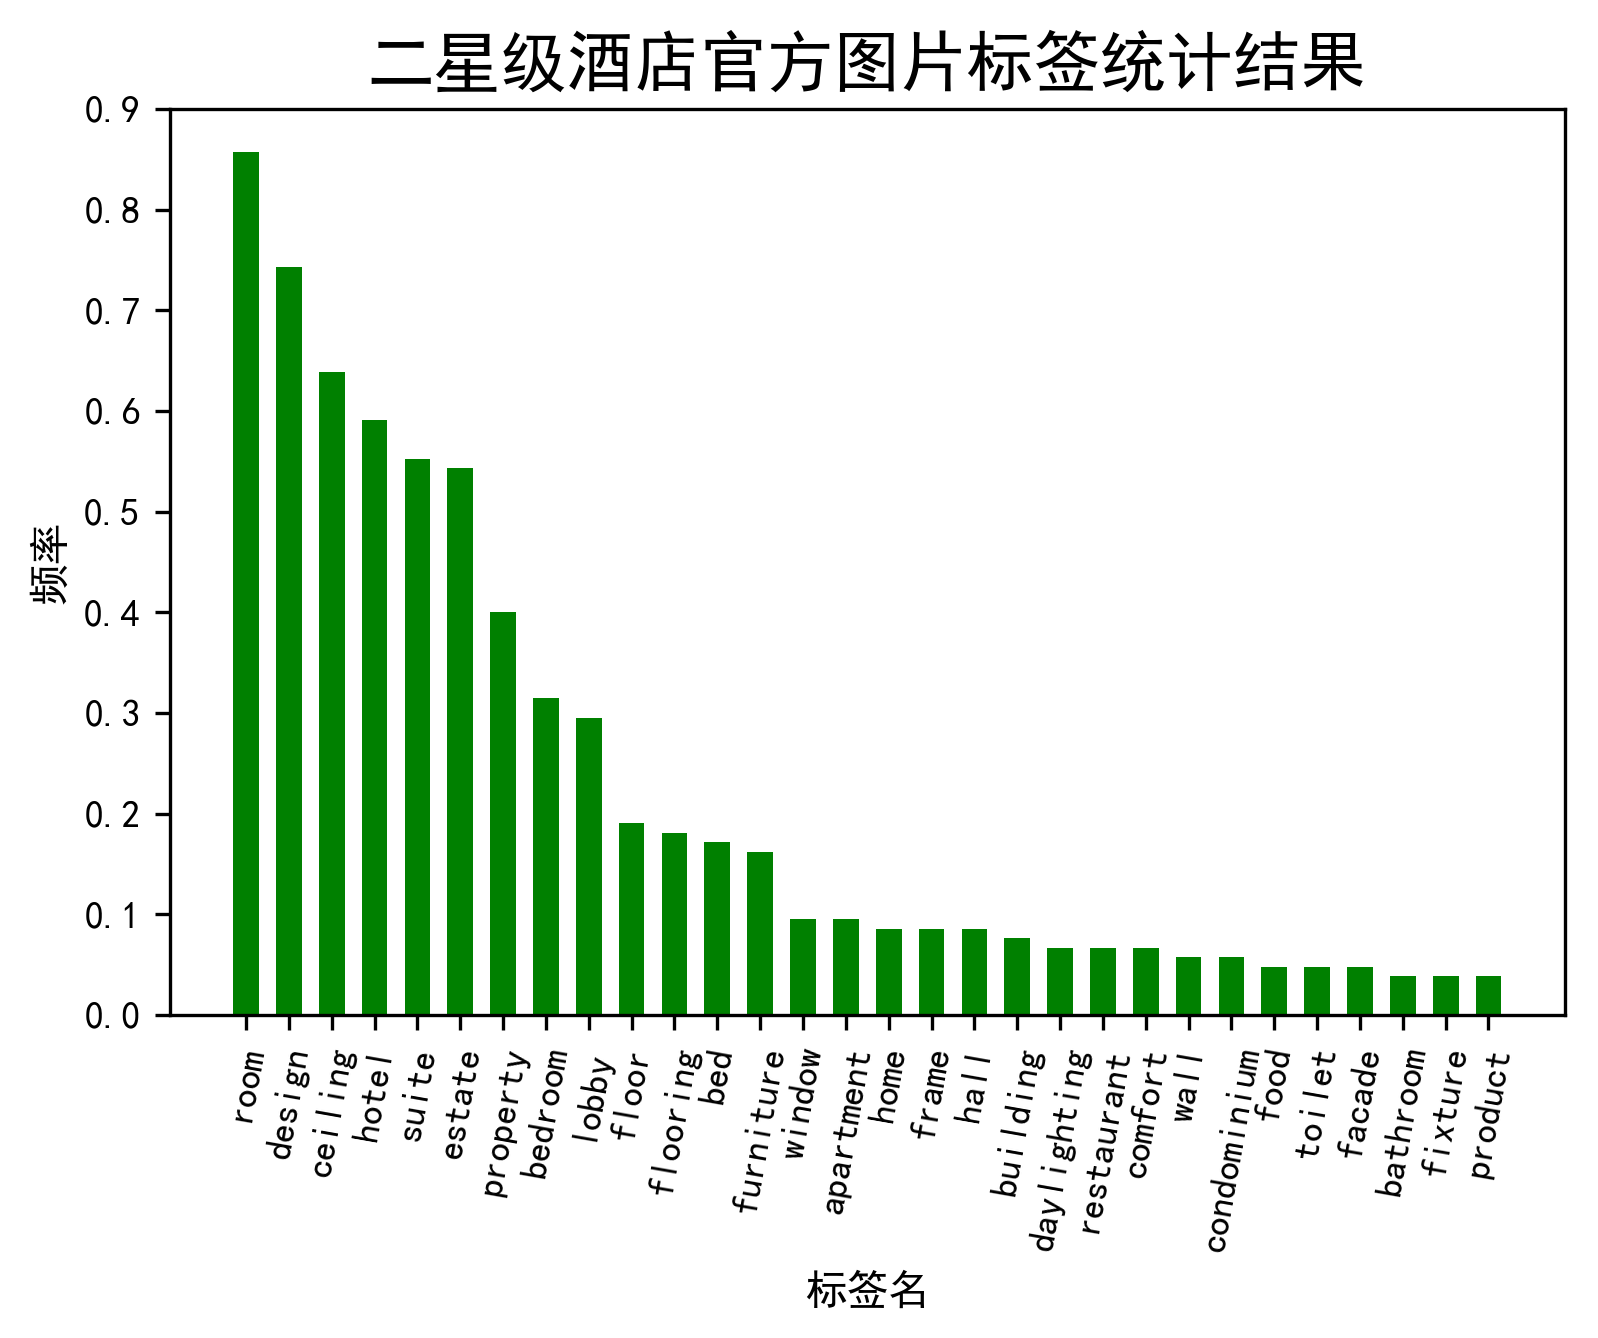 二星级酒店官方图片标签统计结果
0.9
0.8
0.7
0.6
0.5
0.4
0.3
0.2
0.1
0.0
频率
room
design
ceiling
hotel
suite
estate
property
bedroom
lobby
floor
flooring
bed
furniture
window
apartment
home
frame
hall
building
daylighting
restaurant
comfort
wall
condominium
food
toilet
facade
bathroom
fixture
product
标签名